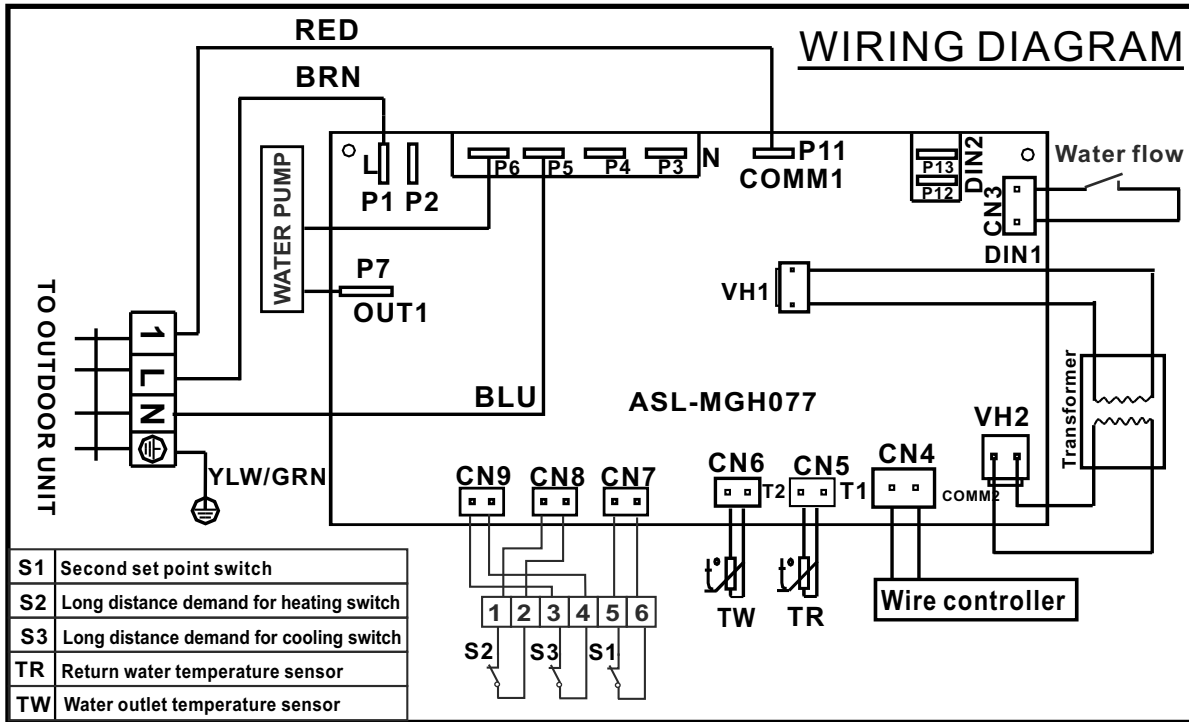 WIRING DIAGRAM
RED
BRN
WATER PUMP
L
P1 P2
P6 P5 P4 P3 N
P11
COMM1
P13
P12
DIN2
CN3
DIN1
Water flow
P7
OUT1
VH1
TO OUTDOOR UNIT
1
L
N
BLU
ASL-MGH077
YLW/GRN
VH2
Transformer
CN9 CN8 CN7
CN6 T2
CN5 T1
CN4
COMM2
1 2 3 4 5 6
S2 S3 S1
t° t°
TW TR
Wire controller
S1 Second set point switch
S2 Long distance demand for heating switch
S3 Long distance demand for cooling switch
TR Return water temperature sensor
TW Water outlet temperature sensor